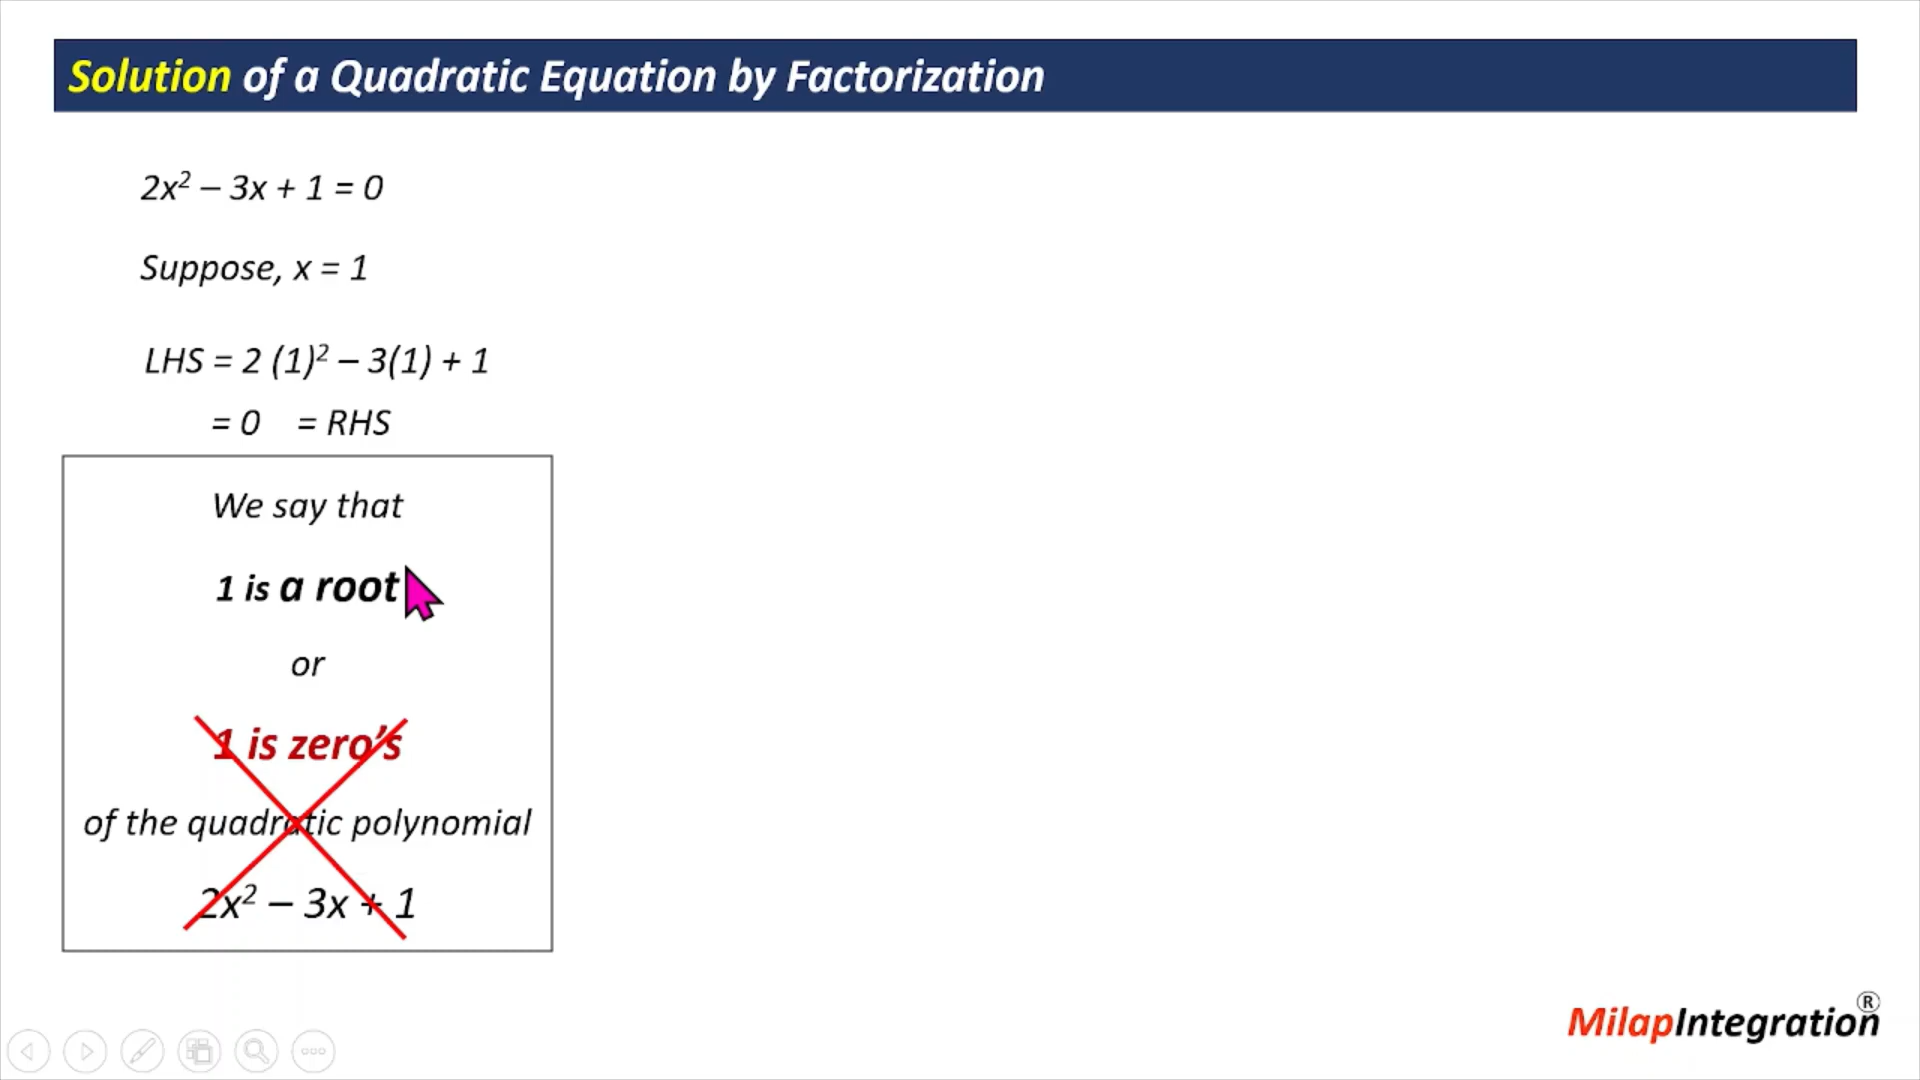 Solution of a Quadratic Equation by Factorization
2x² – 3x + 1 = 0
Suppose, x = 1
LHS = 2 (1)² – 3(1) + 1
= 0 = RHS
We say that
1 is a root
or
1 is zero’s
of the quadratic polynomial
2x² – 3x + 1
MilapIntegration®